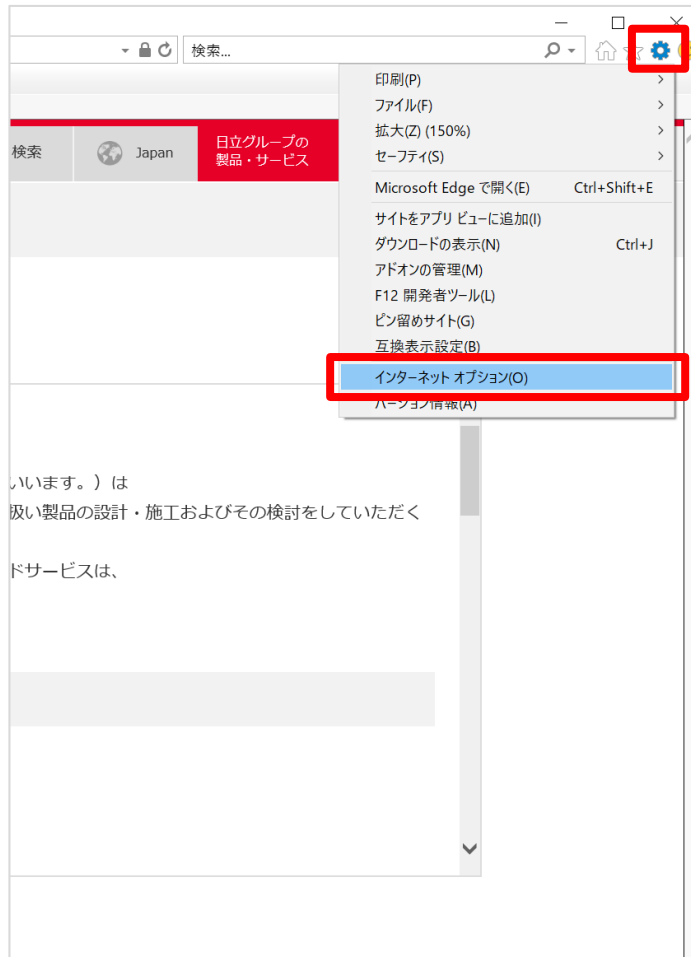 検索...
検索
Japan
日立グループの
製品・サービス
印刷(P)
ファイル(F)
拡大(Z) (150%)
セーフティ(S)
Microsoft Edge で開く(E) Ctrl+Shift+E
サイトをアプリ ビューに追加(I)
ダウンロードの表示(N) Ctrl+J
アドオンの管理(M)
F12 開発者ツール(L)
ピン留めサイト(G)
互換表示設定(B)
インターネット オプション(O)
バージョン情報(A)
いいます。）は
扱い製品の設計・施工およびその検討をしていただく
ドサービスは、